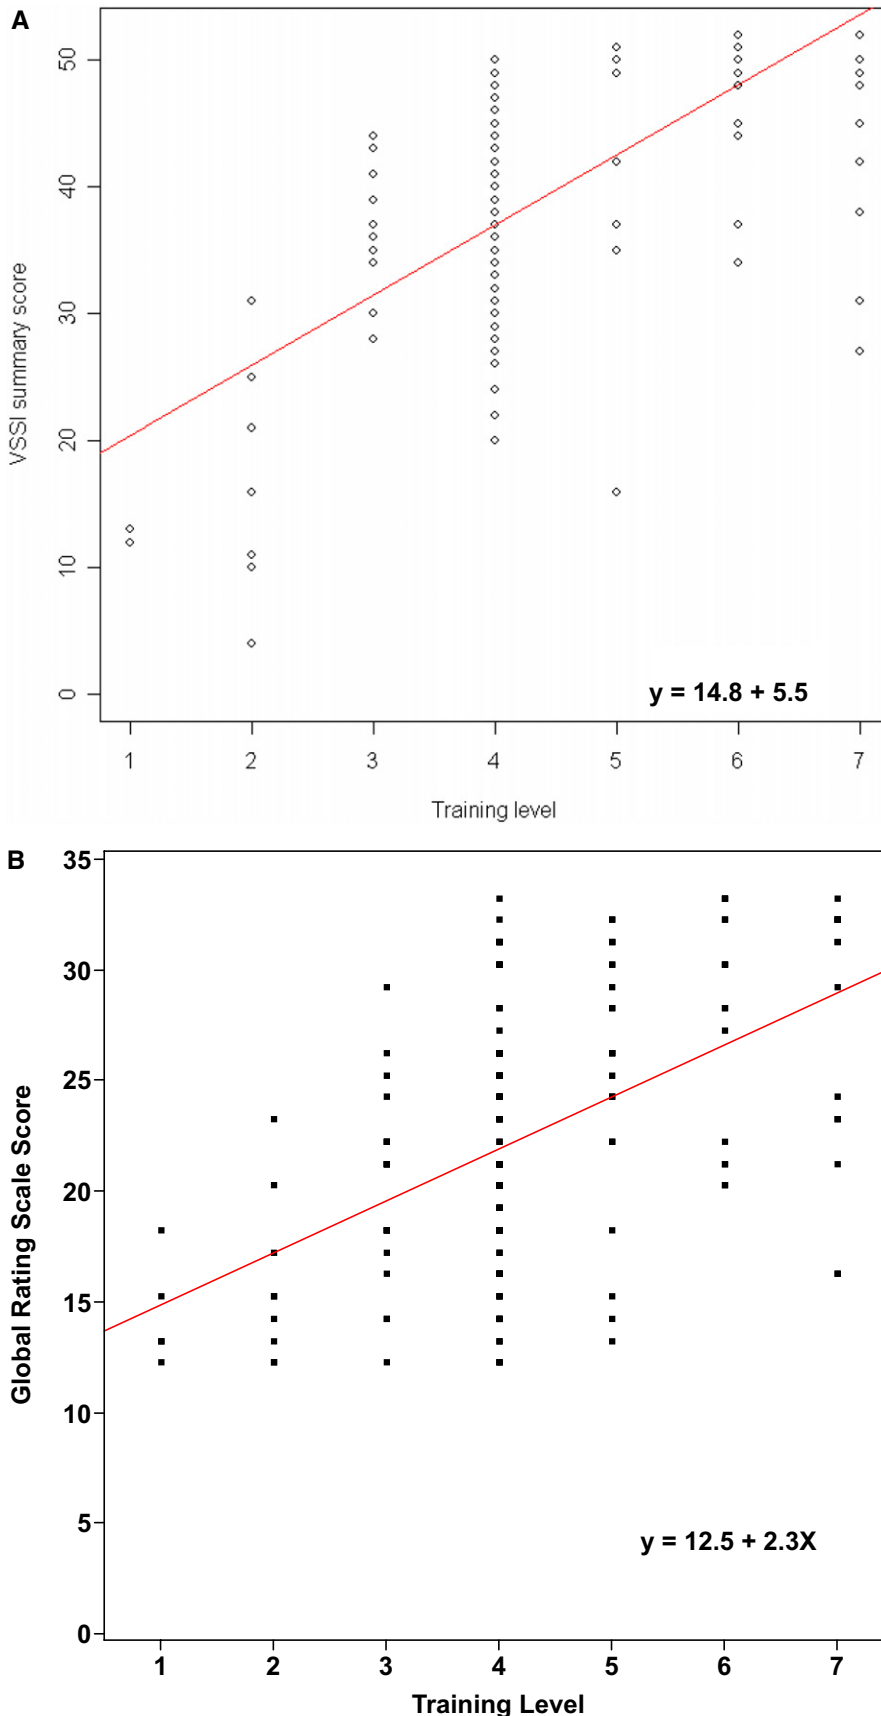 A
50
40
30
20
10
0
VSSI summary score
y = 14.8 + 5.5
1 2 3 4 5 6 7
Training level
B
35
30
25
20
15
10
5
0
Global Rating Scale Score
y = 12.5 + 2.3X
1 2 3 4 5 6 7
Training Level